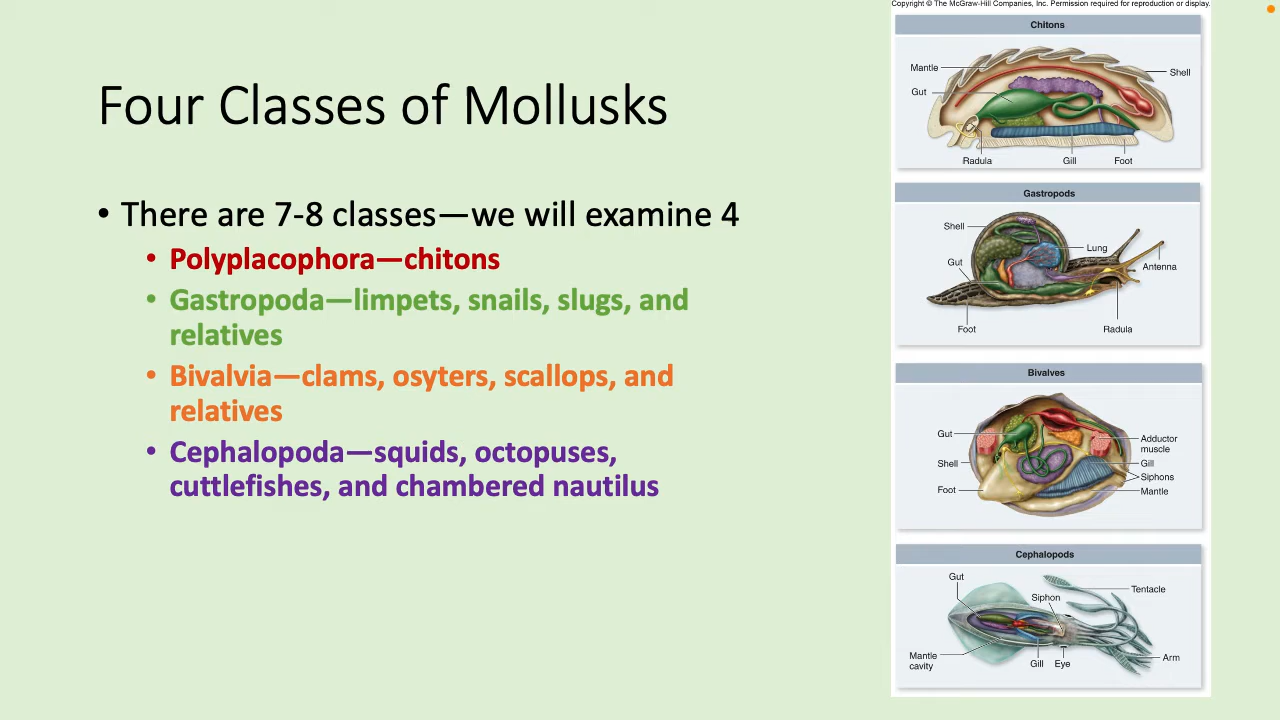 Copyright © The McGraw-Hill Companies, Inc. Permission required for reproduction or display.
Four Classes of Mollusks
• There are 7-8 classes—we will examine 4
• Polyplacophora—chitons
• Gastropoda—limpets, snails, slugs, and
relatives
• Bivalvia—clams, osyters, scallops, and
relatives
• Cephalopoda—squids, octopuses,
cuttlefishes, and chambered nautilus
Chitons
Mantle
Shell
Gut
Radula
Gill
Foot
Gastropods
Shell
Lung
Gut
Antenna
Foot
Radula
Bivalves
Gut
Adductor
muscle
Shell
Gill
Siphons
Foot
Mantle
Cephalopods
Gut
Tentacle
Siphon
Mantle
cavity
Gill
Eye
Arm